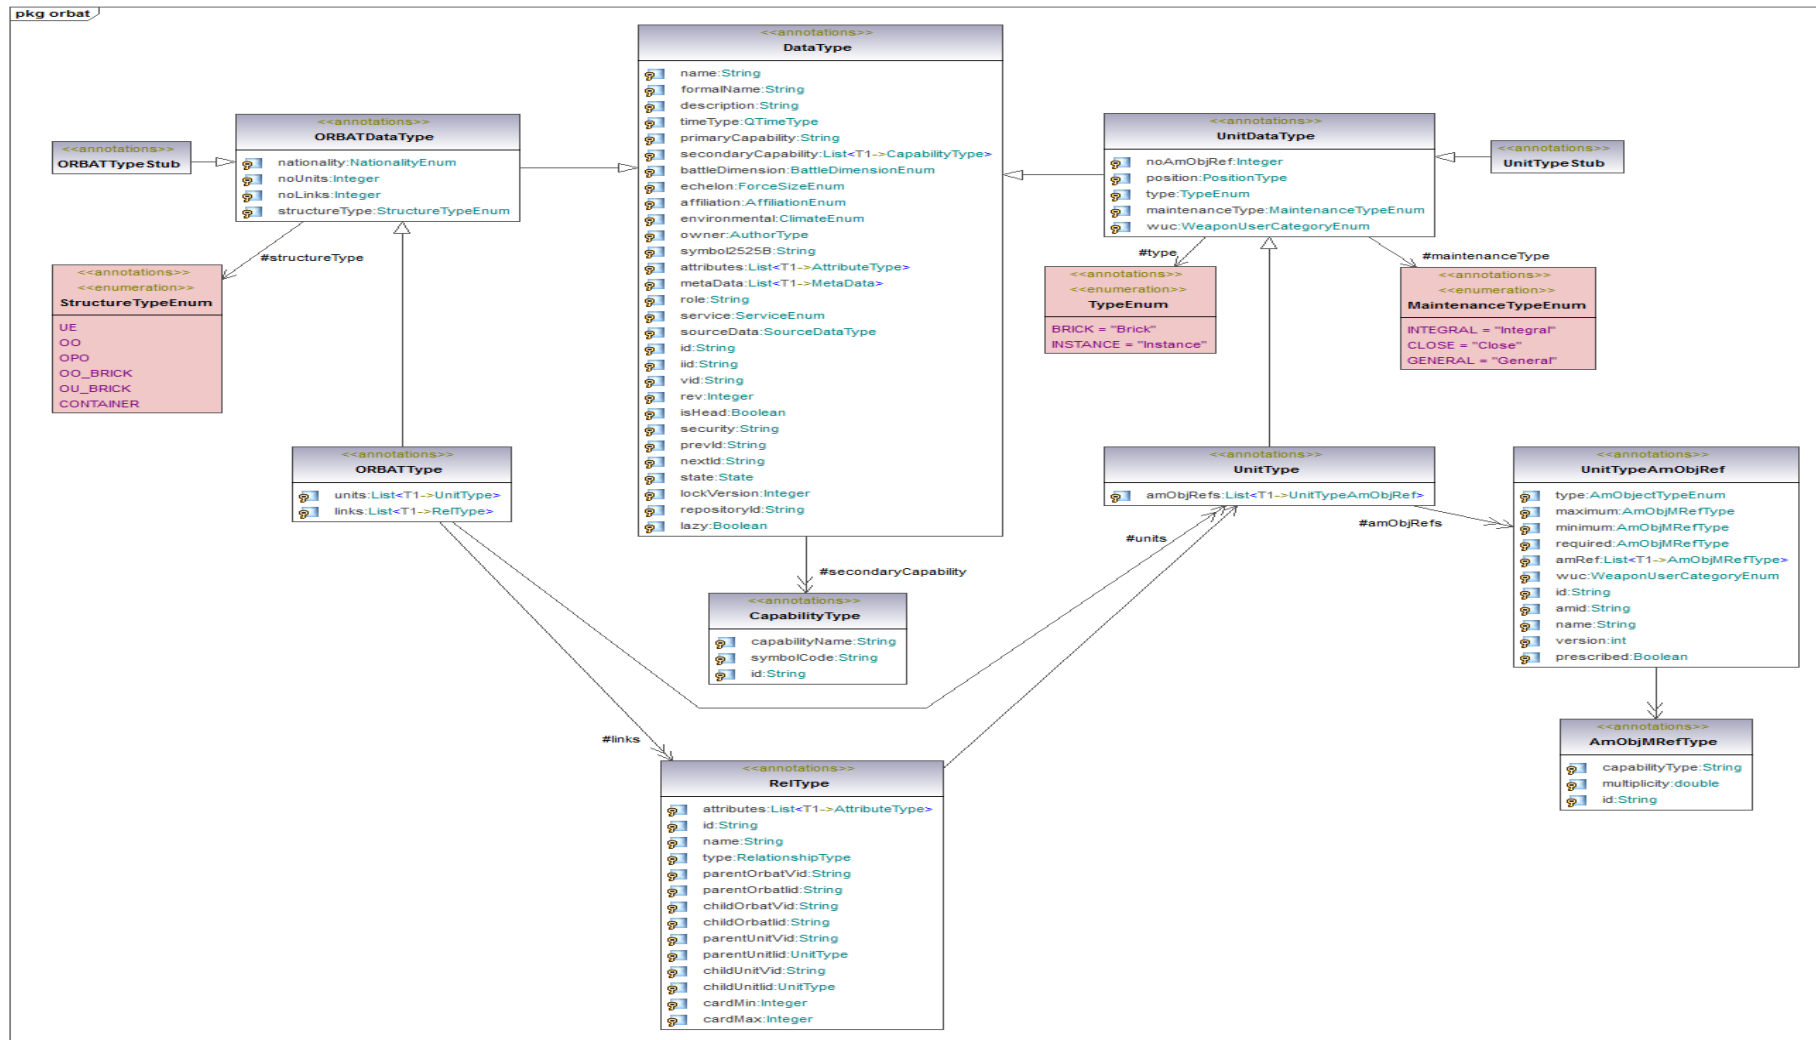 pkg orbat
<<annotations>>
DataType
name:String
formalName:String
description:String
timeType:QTimeType
primaryCapability:String
secondaryCapability:List<T1->CapabilityType>
battleDimension:BattleDimensionEnum
echelon:ForceSizeEnum
affiliation:AffiliationEnum
environmental:ClimateEnum
owner:AuthorType
symbol2525B:String
attributes:List<T1->AttributeType>
metaData:List<T1->MetaData>
role:String
service:ServiceEnum
sourceData:SourceDataType
id:String
iid:String
vid:String
rev:Integer
isHead:Boolean
security:String
prevId:String
nextId:String
state:State
lockVersion:Integer
repositoryId:String
lazy:Boolean
<<annotations>>
ORBATTypeStub
<<annotations>>
ORBATDataType
nationality:NationalityEnum
noUnits:Integer
noLinks:Integer
structureType:StructureTypeEnum
#structureType
<<annotations>>
<<enumeration>>
StructureTypeEnum
UE
OO
OPO
OO_BRICK
OU_BRICK
CONTAINER
<<annotations>>
ORBATType
units:List<T1->UnitType>
links:List<T1->RelType>
<<annotations>>
UnitDataType
noAmObjRef:Integer
position:PositionType
type:TypeEnum
maintenanceType:MaintenanceTypeEnum
wuc:WeaponUserCategoryEnum
<<annotations>>
UnitTypeStub
#type
#maintenanceType
<<annotations>>
<<enumeration>>
TypeEnum
BRICK = "Brick"
INSTANCE = "Instance"
<<annotations>>
<<enumeration>>
MaintenanceTypeEnum
INTEGRAL = "Integral"
CLOSE = "Close"
GENERAL = "General"
<<annotations>>
UnitType
amObjRefs:List<T1->UnitTypeAmObjRef>
#amObjRefs
#units
<<annotations>>
UnitTypeAmObjRef
type:AmObjectTypeEnum
maximum:AmObjMRefType
minimum:AmObjMRefType
required:AmObjMRefType
amRef:List<T1->AmObjMRefType>
wuc:WeaponUserCategoryEnum
id:String
amid:String
name:String
version:int
prescribed:Boolean
#secondaryCapability
<<annotations>>
CapabilityType
capabilityName:String
symbolCode:String
id:String
<<annotations>>
AmObjMRefType
capabilityType:String
multiplicity:double
id:String
#links
<<annotations>>
RelType
attributes:List<T1->AttributeType>
id:String
name:String
type:RelationshipType
parentOrbatVid:String
parentOrbatIid:String
childOrbatVid:String
childOrbatIid:String
parentUnitVid:String
parentUnitIid:UnitType
childUnitVid:String
childUnitIid:UnitType
cardMin:Integer
cardMax:Integer